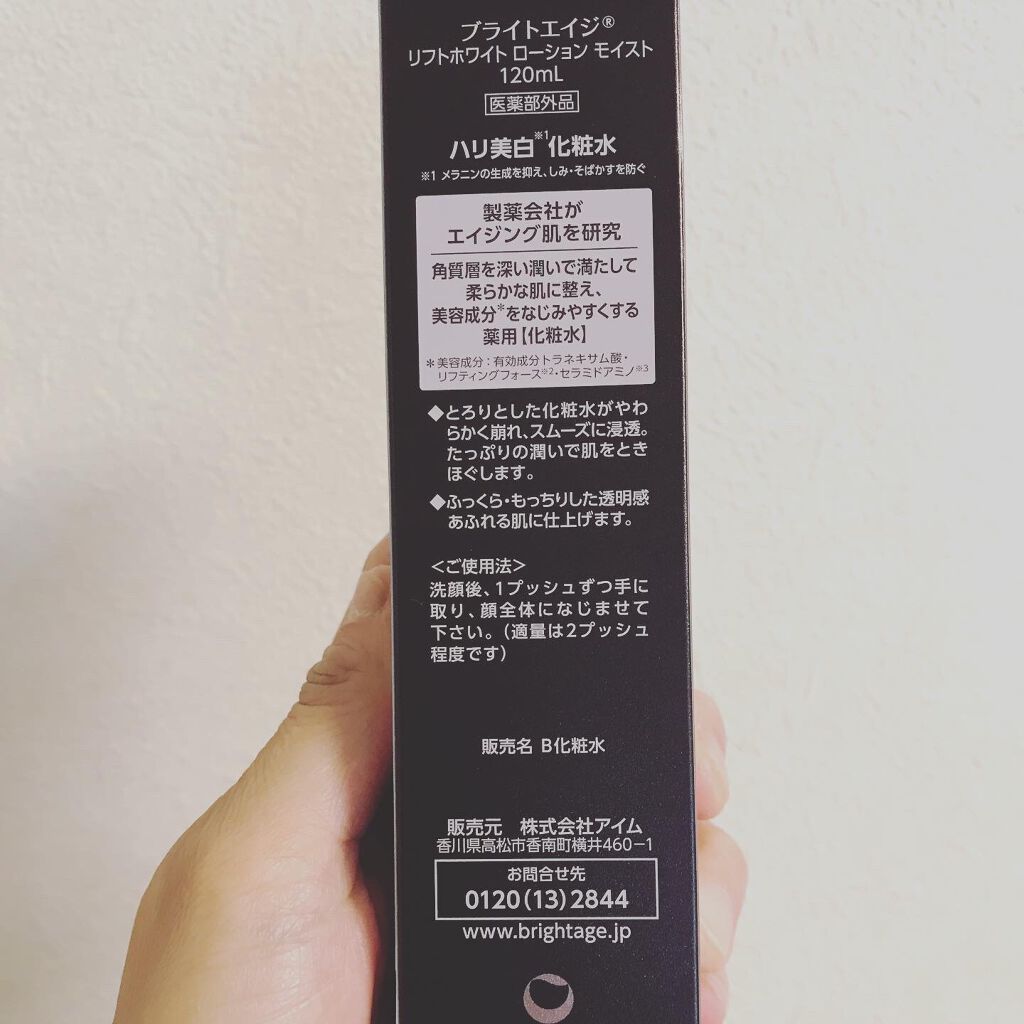 ブライトエイジ®
リフトホワイト ローション モイスト
120mL
医薬部外品
ハリ美白※1化粧水
※1 メラニンの生成を抑え、しみ・そばかすを防ぐ
製薬会社が
エイジング肌を研究
角質層を深い潤いで満たして
柔らかな肌に整え、
美容成分*をなじみやすくする
薬用【化粧水】
*美容成分：有効成分トラネキサム酸・
リフティングフォース※2・セラミドアミノ※3
◆とろりとした化粧水がやわ
らかく崩れ、スムーズに浸透。
たっぷりの潤いで肌をとき
ほぐします。
◆ふっくら・もっちりした透明感
あふれる肌に仕上げます。
＜ご使用法＞
洗顔後、1プッシュずつ手に
取り、顔全体になじませて
下さい。（適量は2プッシュ
程度です）
販売名 B化粧水
販売元 株式会社アイム
香川県高松市香南町横井460−1
お問合せ先
0120(13)2844
www.brightage.jp